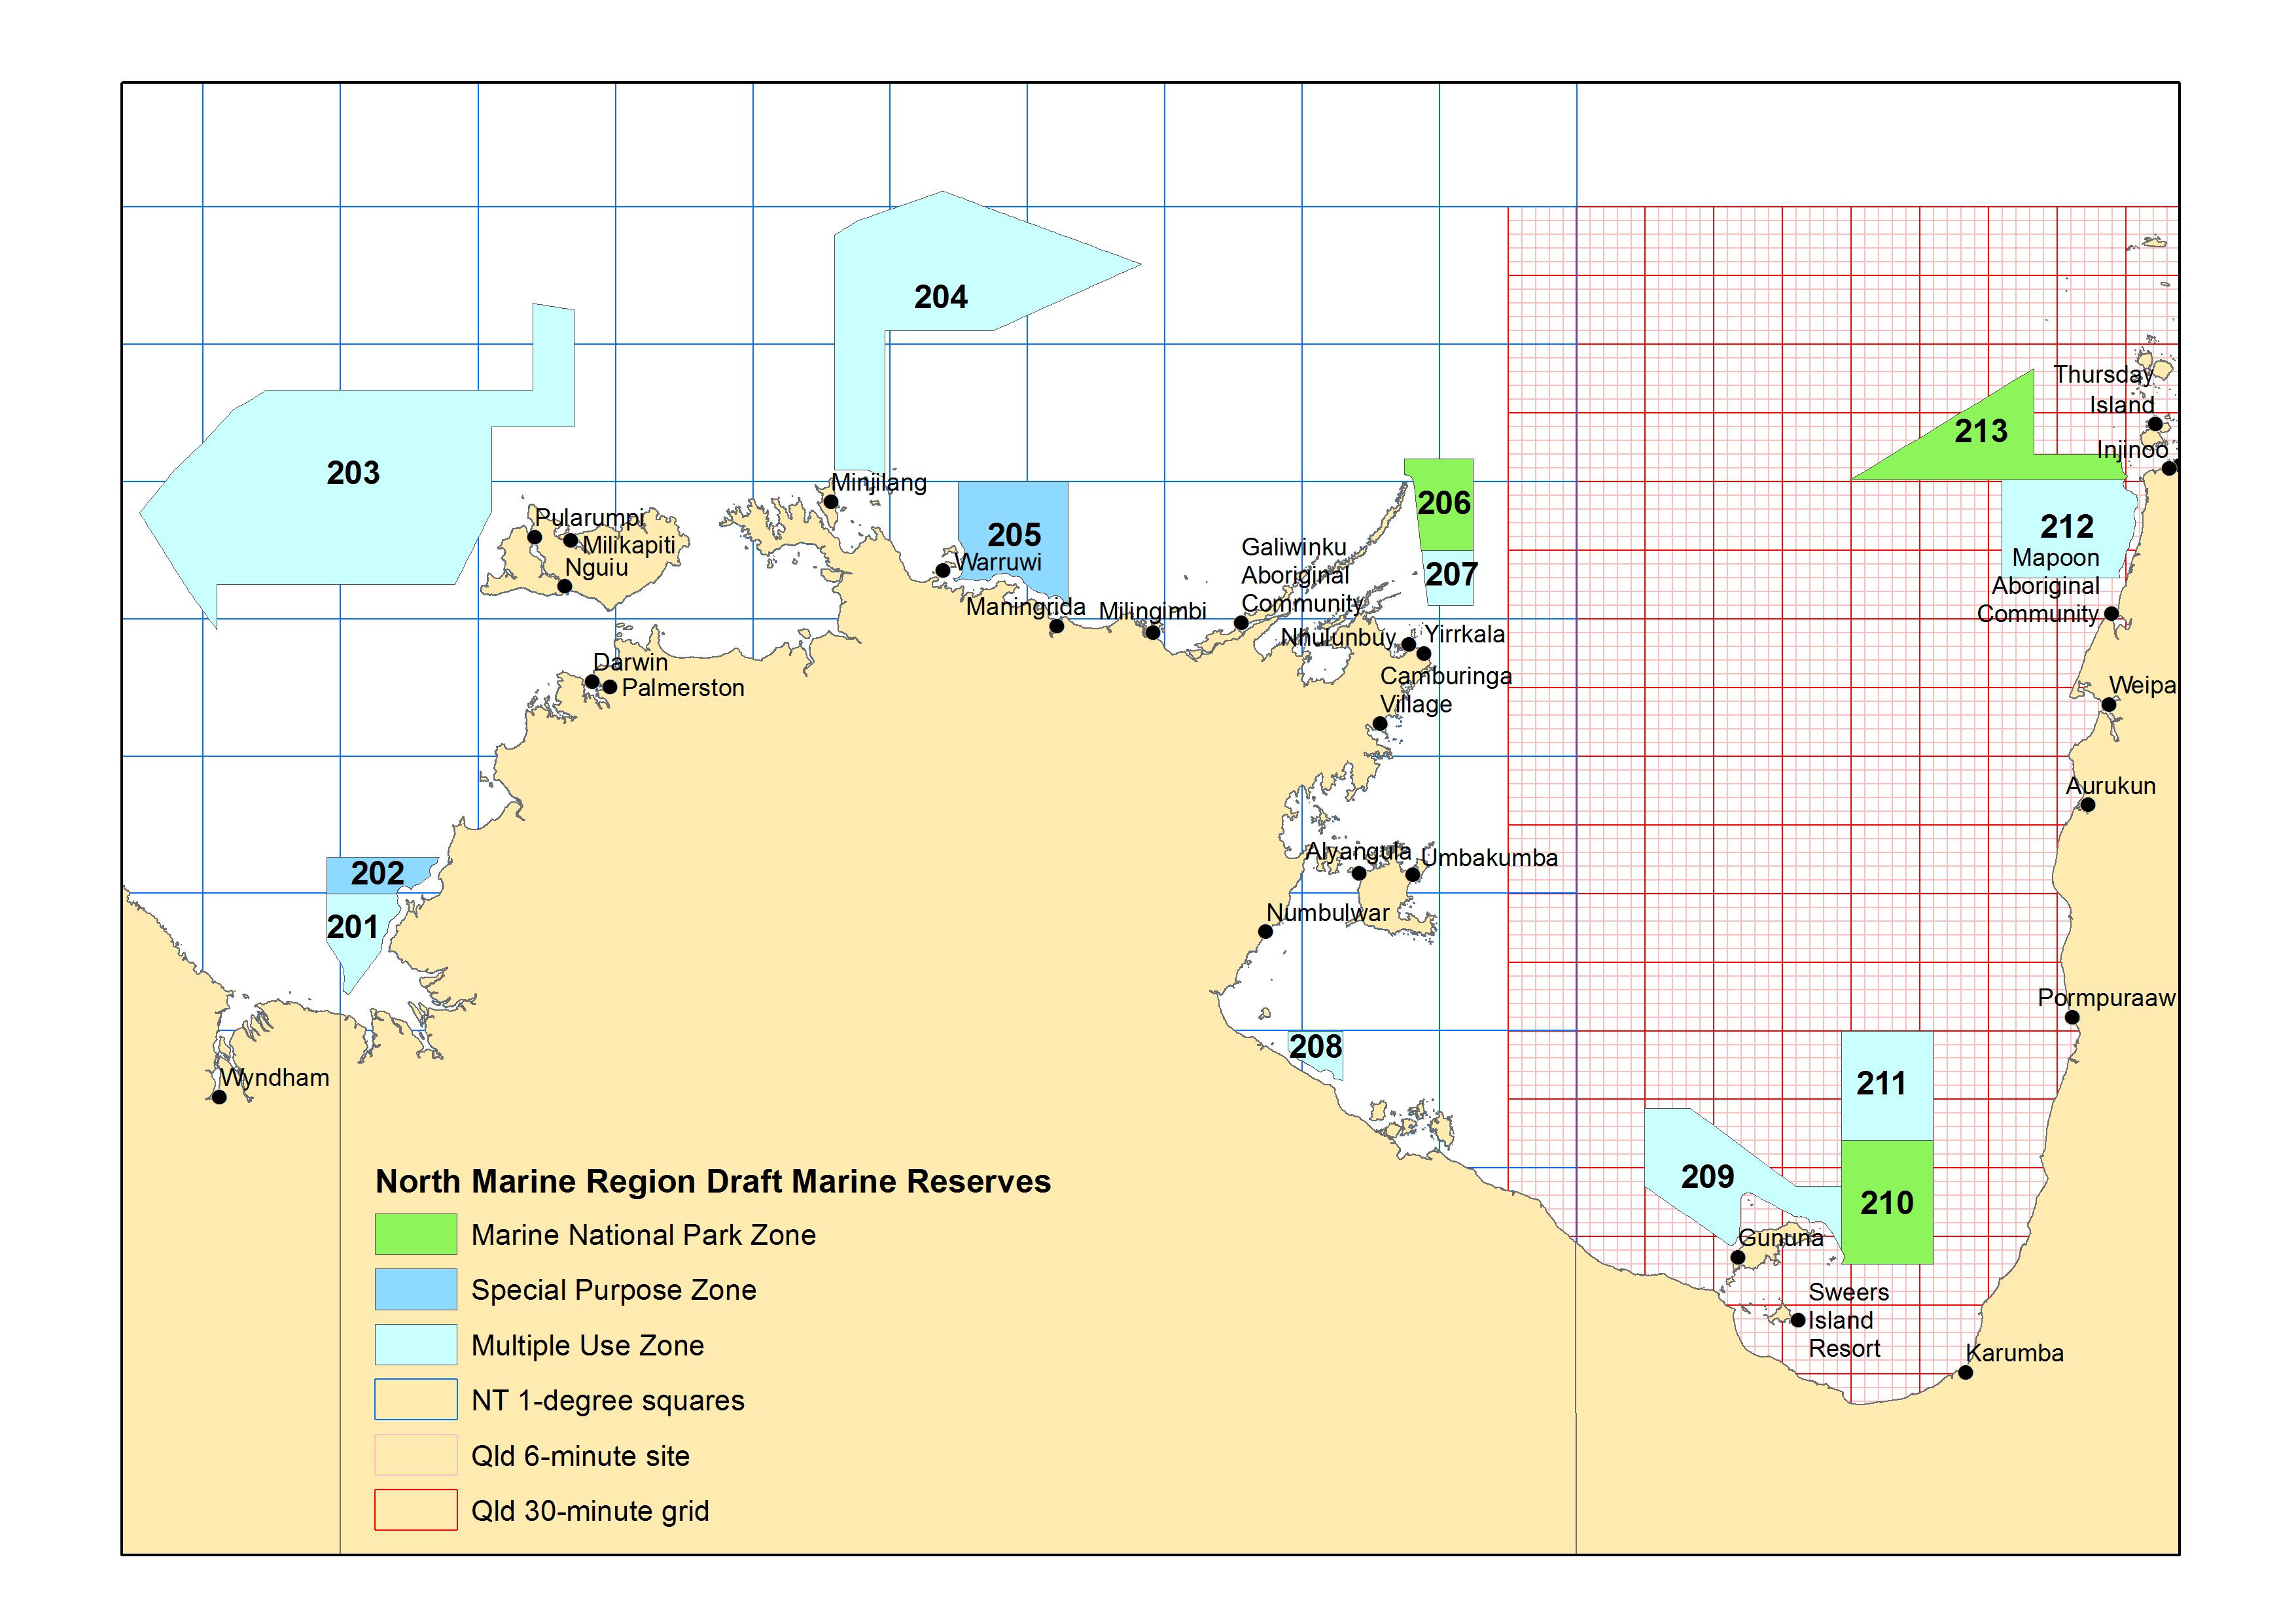 204
203
Thursday
Island
213
Injinoo
Minjilang
206
Pularumpi
205
212
Milikapiti
Galiwinku
Aboriginal
Community
Warruwi
Mapoon
Aboriginal
Community
Nguiu
207
Maningrida
Milingimbi
Nhulunbuy
Yirrkala
Darwin
Palmerston
Camburinga
Village
Weipa
Aurukun
202
Alyangula
Umbakumba
201
Numbulwar
Pormpuraaw
208
Wyndham
211
209
210
Gununa
Sweers
Island
Resort
Karumba
North Marine Region Draft Marine Reserves
Marine National Park Zone
Special Purpose Zone
Multiple Use Zone
NT 1-degree squares
Qld 6-minute site
Qld 30-minute grid